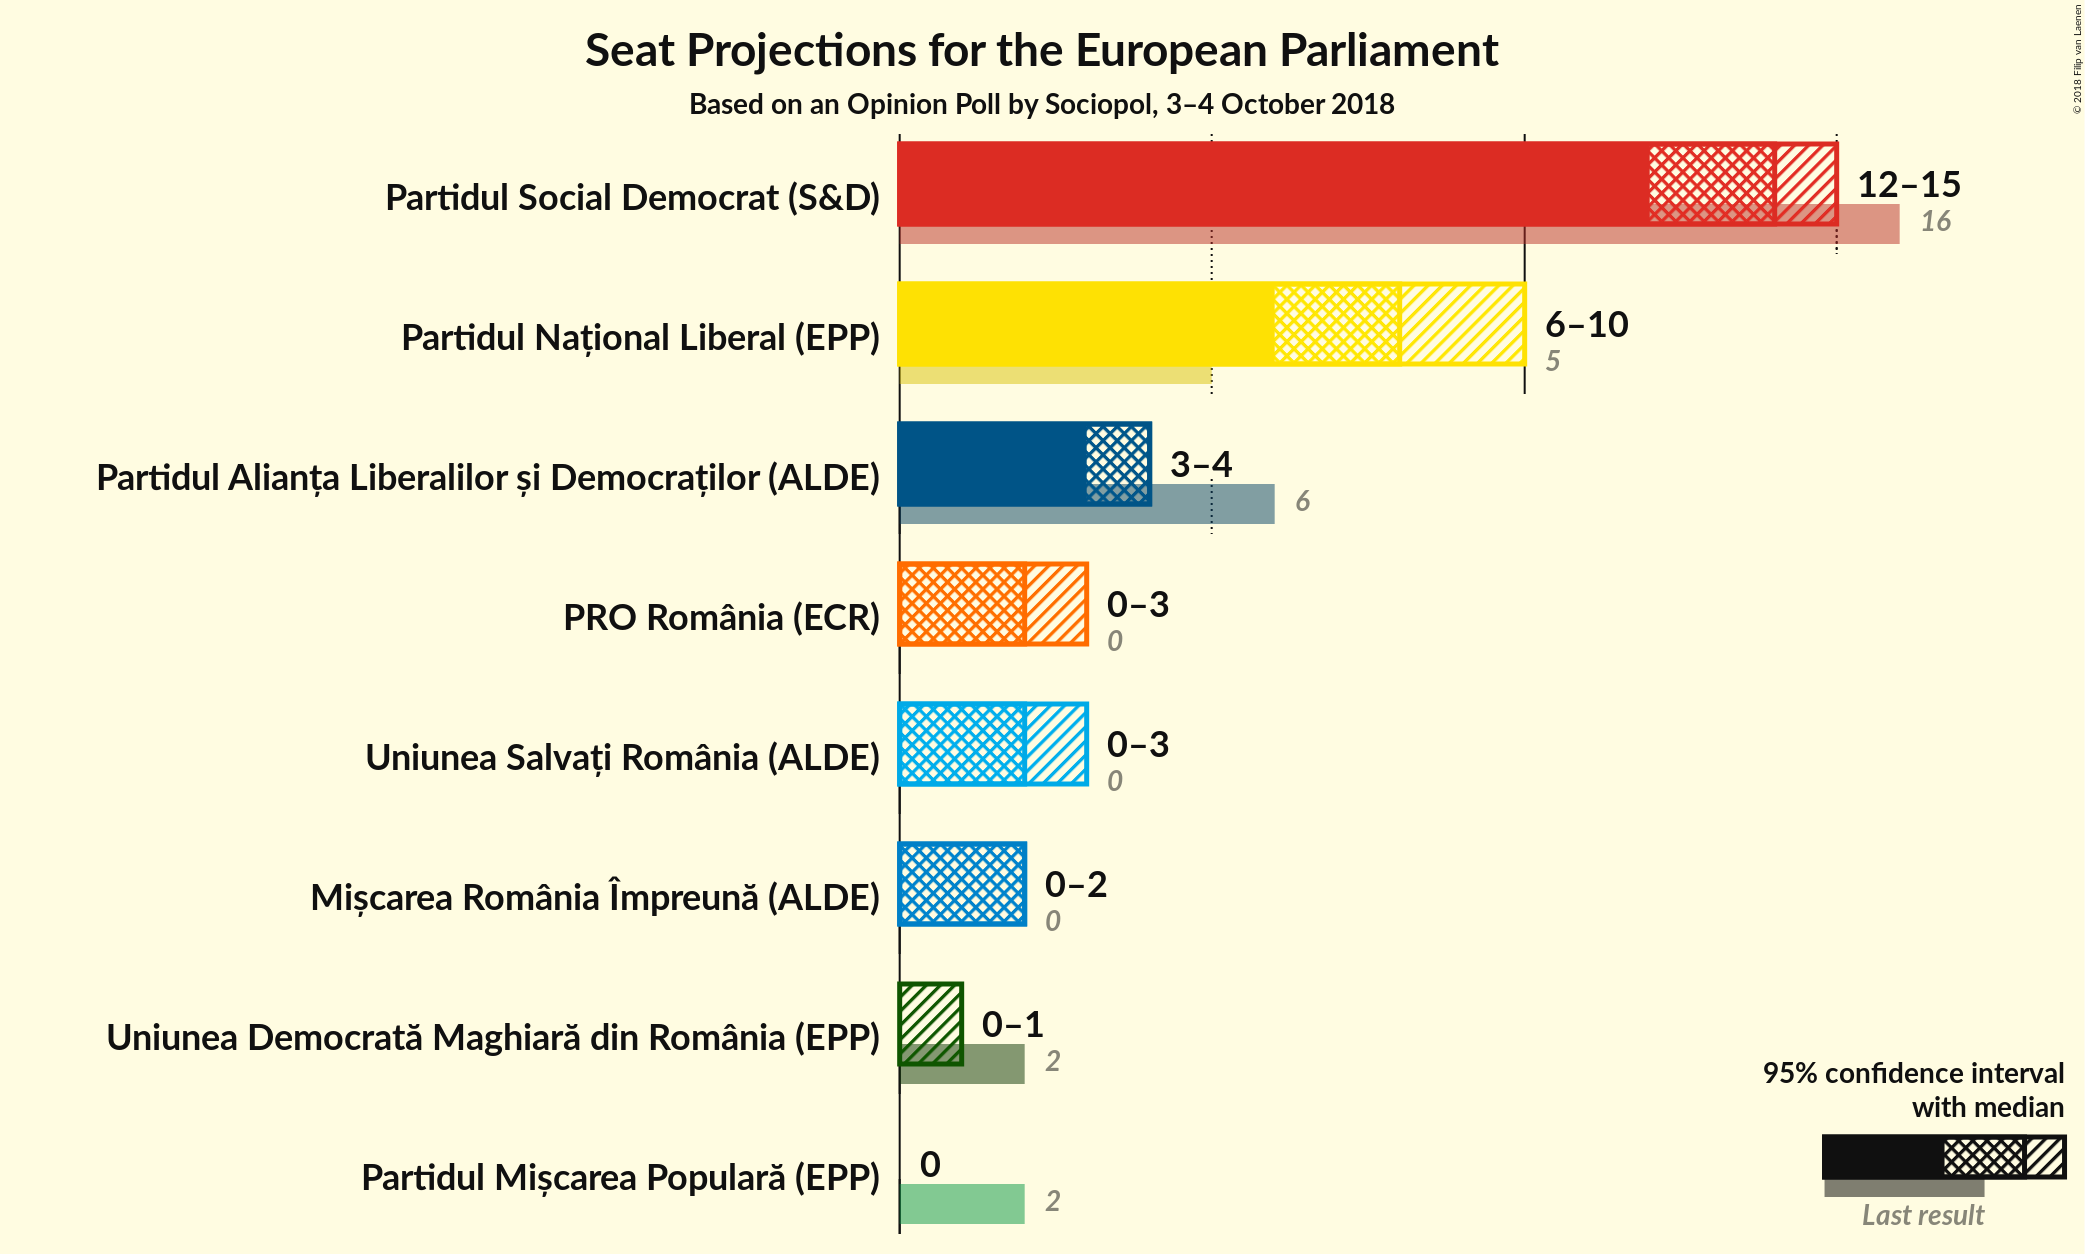 Seat Projections for the European Parliament
Based on an Opinion Poll by Sociopol, 3–4 October 2018
© 2018 Filip van Laenen
Partidul Social Democrat (S&D)
12–15
16
Partidul Național Liberal (EPP)
6–10
5
Partidul Alianța Liberalilor și Democraților (ALDE)
3–4
6
PRO România (ECR)
0–3
0
Uniunea Salvați România (ALDE)
0–3
0
Mișcarea România Împreună (ALDE)
0–2
0
Uniunea Democrată Maghiară din România (EPP)
0–1
2
Partidul Mișcarea Populară (EPP)
0
2
95% confidence interval
with median
Last result